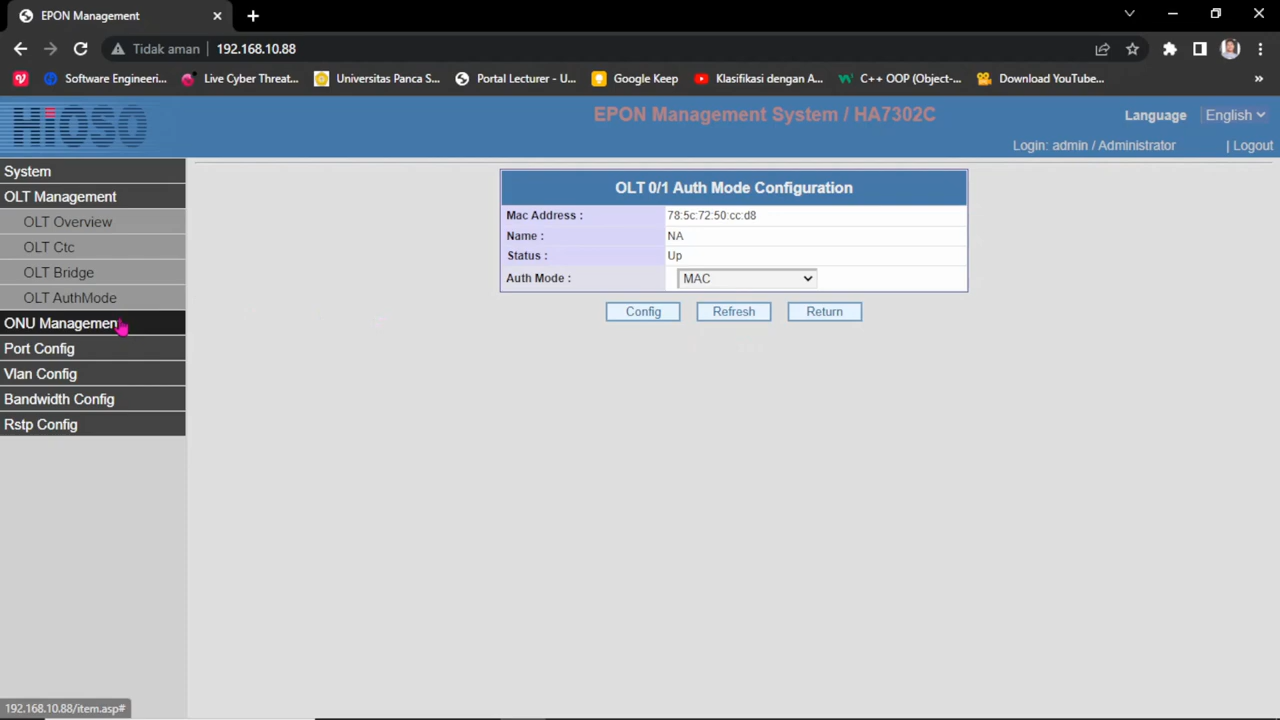 EPON Management
Tidak aman
192.168.10.88
Software Engineeri...
Live Cyber Threat...
Universitas Panca S...
Portal Lecturer - U...
Google Keep
Klasifikasi dengan A...
C++ OOP (Object-...
Download YouTube...
»
HiOSO
EPON Management System / HA7302C
Language
English
Login: admin / Administrator
| Logout
System
OLT Management
OLT Overview
OLT Ctc
OLT Bridge
OLT AuthMode
ONU Management
Port Config
Vlan Config
Bandwidth Config
Rstp Config
OLT 0/1 Auth Mode Configuration
Mac Address :
78:5c:72:50:cc:d8
Name :
NA
Status :
Up
Auth Mode :
MAC
Config
Refresh
Return
192.168.10.88/item.asp#